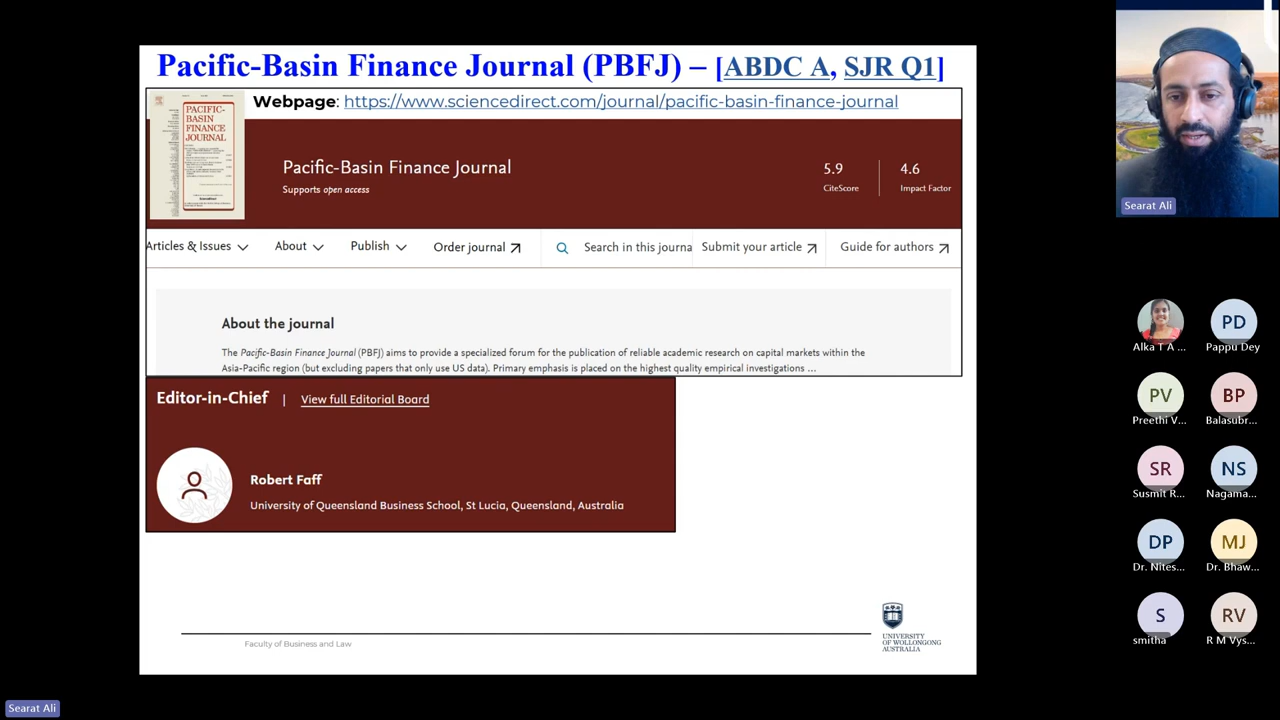 Pacific-Basin Finance Journal (PBFJ) – [ABDC A, SJR Q1]
Webpage: https://www.sciencedirect.com/journal/pacific-basin-finance-journal
PACIFIC-
BASIN
FINANCE
JOURNAL
Pacific-Basin Finance Journal
Supports open access
5.9
CiteScore
4.6
Impact Factor
Articles & Issues
About
Publish
Order journal
Search in this journa
Submit your article
Guide for authors
About the journal
The Pacific-Basin Finance Journal (PBFJ) aims to provide a specialized forum for the publication of reliable academic research on capital markets within the
Asia-Pacific region (but excluding papers that only use US data). Primary emphasis is placed on the highest quality empirical investigations ...
Editor-in-Chief | View full Editorial Board
Robert Faff
University of Queensland Business School, St Lucia, Queensland, Australia
Faculty of Business and Law
UNIVERSITY
OF WOLLONGONG
AUSTRALIA
Searat Ali
Alka T A ...
PD
Pappu Dey
PV
Preethi V...
BP
Balasubr...
SR
Susmit R...
NS
Nagama...
DP
Dr. Nites...
MJ
Dr. Bhaw...
S
smitha
RV
R M Vys...
Searat Ali